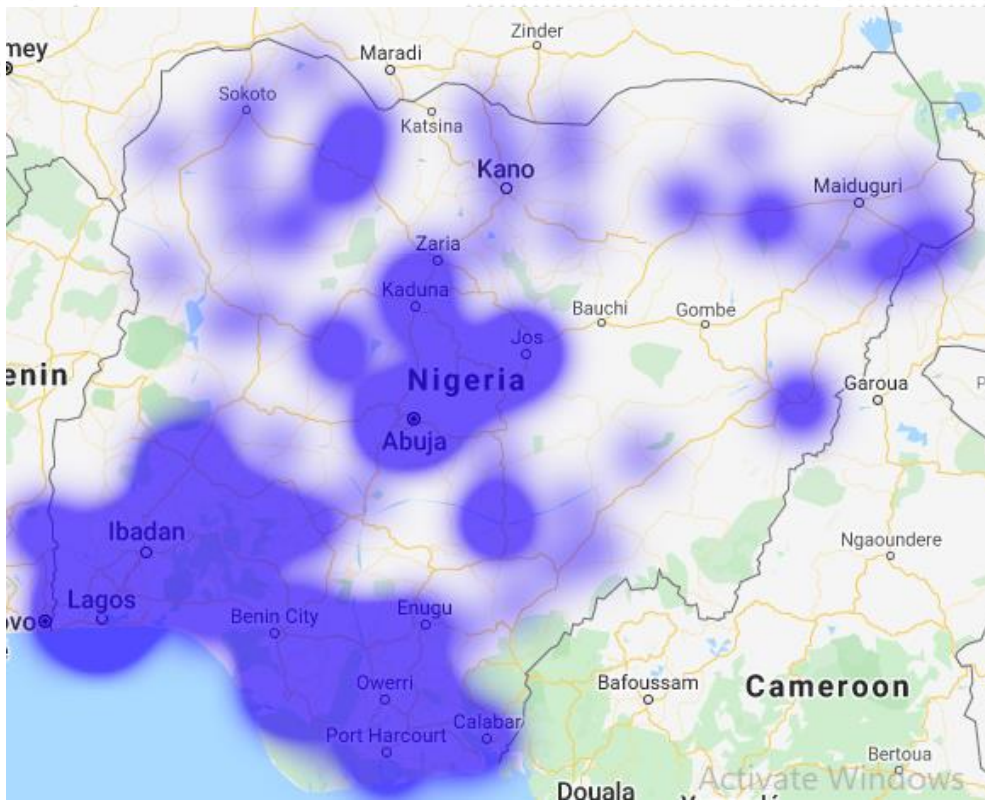 Zinder
mey
Maradi
Sokoto
Katsina
Kano
Maiduguri
Zaria
Kaduna
Bauchi
Gombe
Jos
enin
Nigeria
Garoua
P
Abuja
Ibadan
Ngaoundere
Lagos
Enugu
Benin City
ovo
e
Owerri
Bafoussam
Cameroon
Calabar
Port Harcourt
Bertoua
Activate Windows
Douala